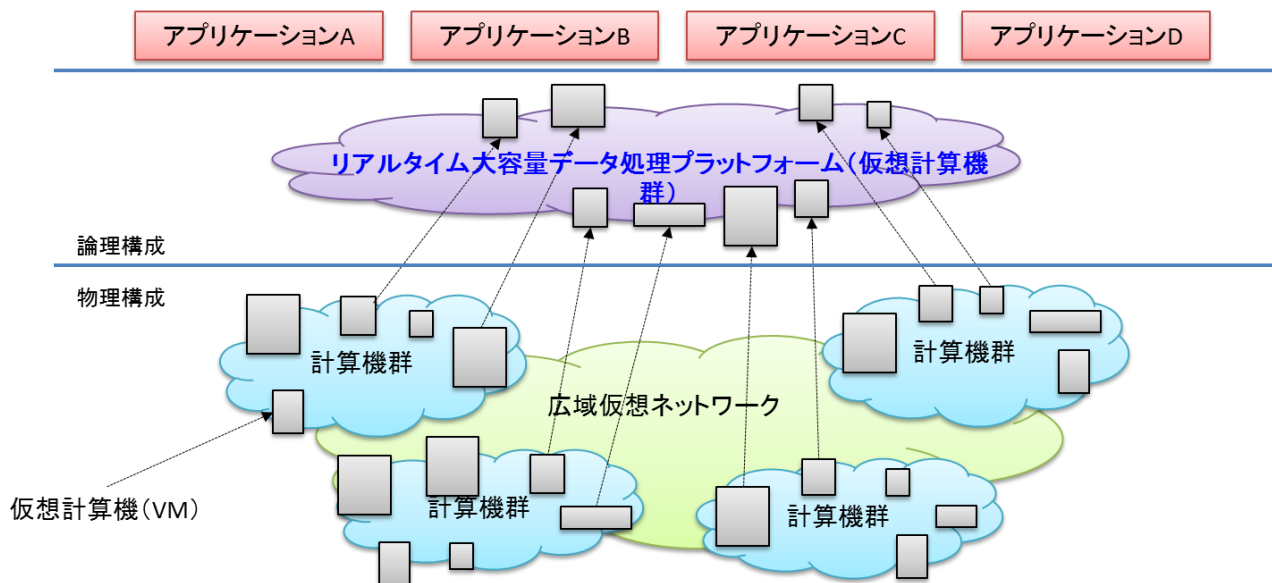 アプリケーションA
アプリケーションB
アプリケーションC
アプリケーションD
リアルタイム大容量データ処理プラットフォーム(仮想計算機
群)
論理構成
物理構成
計算機群
計算機群
広域仮想ネットワーク
仮想計算機(VM)
計算機群
計算機群